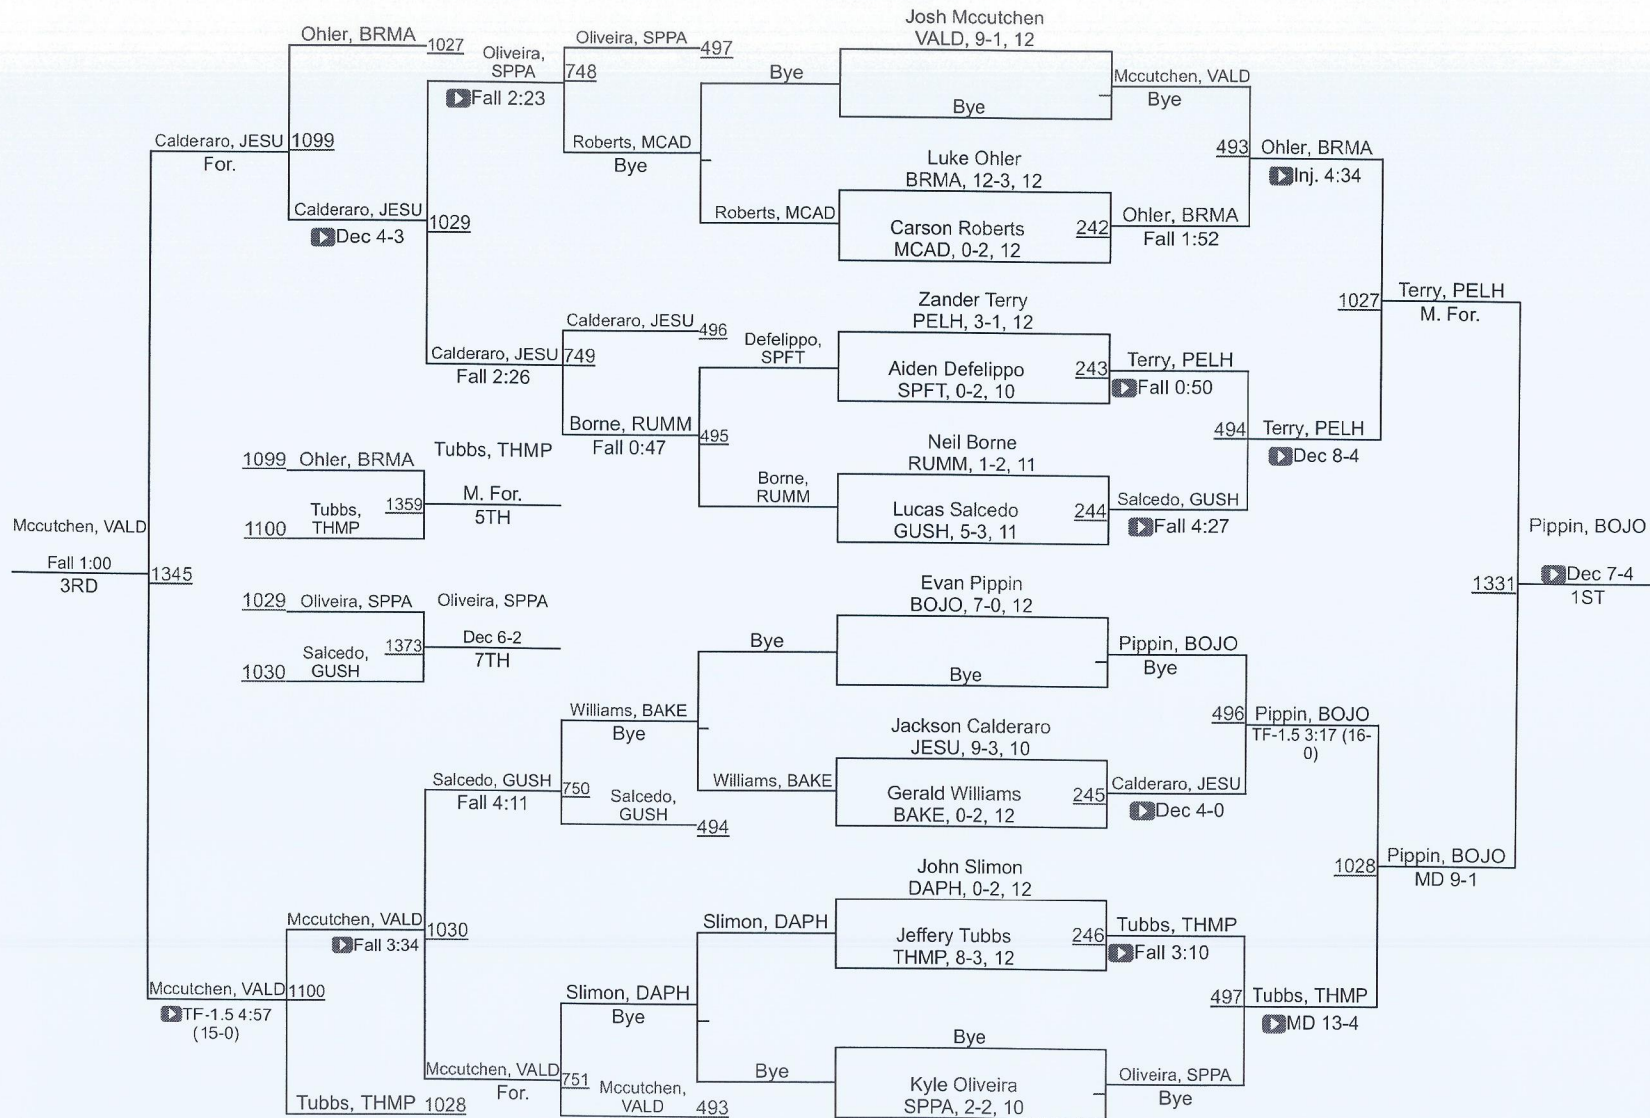 Josh Mccutchen
VALD, 9-1, 12
Bye
Luke Ohler
BRMA, 12-3, 12
Carson Roberts
MCAD, 0-2, 12
242
Zander Terry
PELH, 3-1, 12
Aiden Defelippo
SPFT, 0-2, 10
243
Neil Borne
RUMM, 1-2, 11
Lucas Salcedo
GUSH, 5-3, 11
244
Evan Pippin
BOJO, 7-0, 12
Bye
Jackson Calderaro
JESU, 9-3, 10
Gerald Williams
BAKE, 0-2, 12
245
John Slimon
DAPH, 0-2, 12
Jeffery Tubbs
THMP, 8-3, 12
246
Bye
Kyle Oliveira
SPPA, 2-2, 10
Mccutchen, VALD
Bye
Ohler, BRMA
Fall 1:52
Terry, PELH
Fall 0:50
Salcedo, GUSH
Fall 4:27
Pippin, BOJO
Bye
Calderaro, JESU
Dec 4-0
Tubbs, THMP
Fall 3:10
Oliveira, SPPA
Bye
493
Ohler, BRMA
Inj. 4:34
494
Terry, PELH
Dec 8-4
496
Pippin, BOJO
TF-1.5 3:17 (16-
0)
497
Tubbs, THMP
MD 13-4
1027
Terry, PELH
M. For.
1028
Pippin, BOJO
MD 9-1
1331
Pippin, BOJO
Dec 7-4
1ST
Bye
Roberts, MCAD
Defelippo,
SPFT
Borne,
RUMM
Bye
Williams, BAKE
Slimon, DAPH
Bye
Oliveira, SPPA
497
Roberts, MCAD
Bye
Calderaro, JESU
496
Borne, RUMM
Fall 0:47
495
Williams, BAKE
Bye
Salcedo,
GUSH
494
Slimon, DAPH
Bye
Mccutchen,
VALD
493
Oliveira,
SPPA
748
Fall 2:23
Calderaro, JESU
749
Fall 2:26
Salcedo, GUSH
750
Fall 4:11
Mccutchen, VALD
751
For.
Ohler, BRMA
1027
Calderaro, JESU
1029
Dec 4-3
Mccutchen, VALD
1030
Fall 3:34
Tubbs, THMP
1028
Calderaro, JESU
1099
For.
Mccutchen, VALD
1100
TF-1.5 4:57
(15-0)
Mccutchen, VALD
Fall 1:00
3RD
1345
1099
Ohler, BRMA
1100
Tubbs,
THMP
1359
Tubbs, THMP
M. For.
5TH
1029
Oliveira, SPPA
1030
Salcedo,
GUSH
1373
Oliveira, SPPA
Dec 6-2
7TH